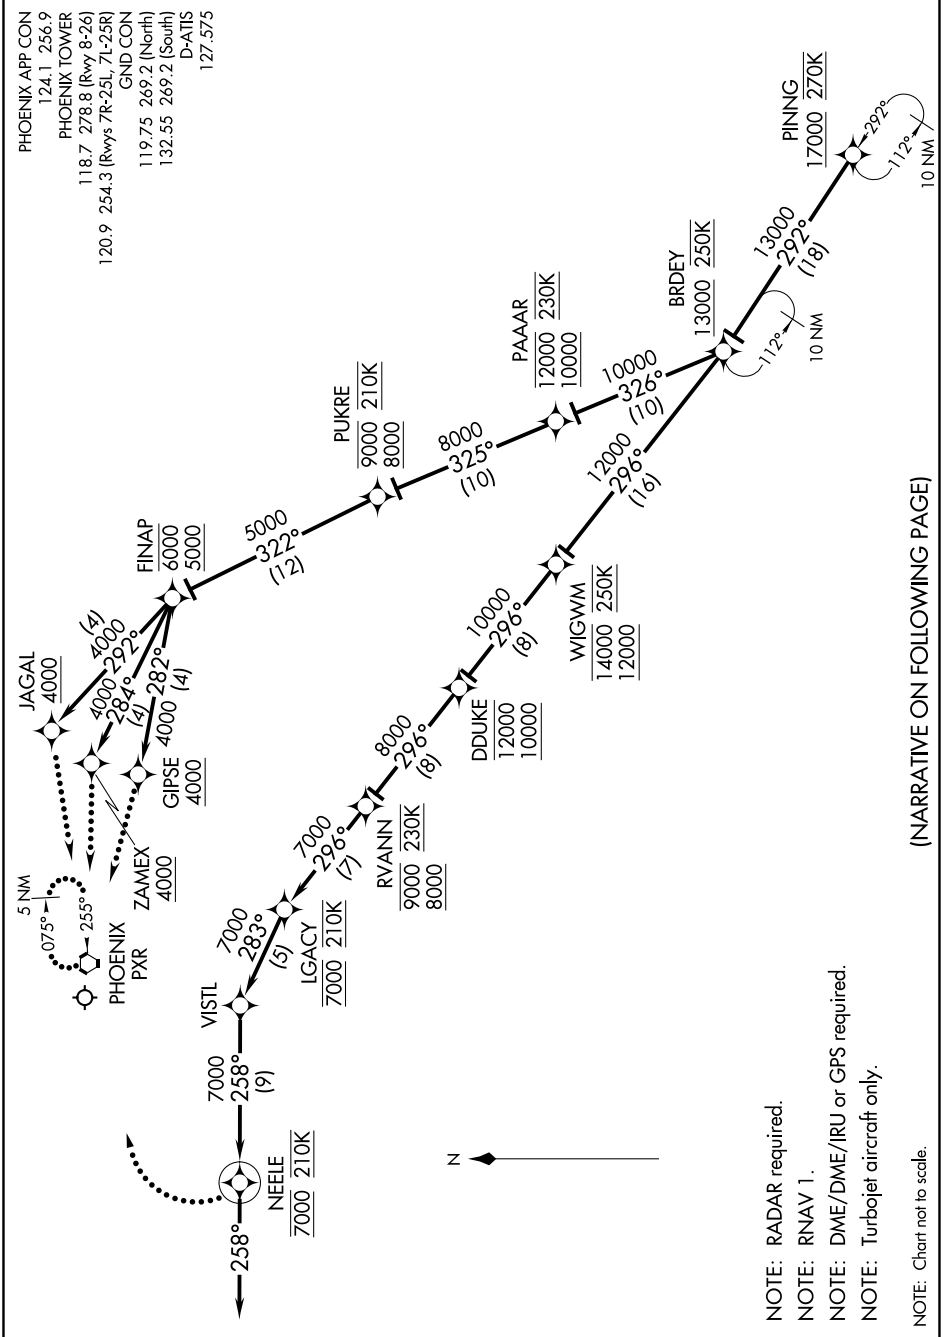 PHOENIX APP CON
124.1 256.9
PHOENIX TOWER
118.7 278.8 (Rwy 8-26)
120.9 254.3 (Rwys 7R-25L, 7L-25R)
GND CON
119.75 269.2 (North)
132.55 269.2 (South)
D-ATIS
127.575
5 NM
075°
255°
PHOENIX
PXR
JAGAL
4000
(4)
4000
292°
4000
284°
(4)
4000
282°
(4)
ZAMEX
4000
GIPSE
4000
FINAP
6000
5000
5000
322°
(12)
PUKRE
9000 210K
8000
8000
325°
(10)
PAAAR
12000 230K
10000
10000
326°
(10)
BRDEY
13000 250K
112°
10 NM
13000
292°
(18)
PINNG
17000 270K
292°
112°
10 NM
12000
296°
(16)
WIGWM
14000 250K
12000
10000
296°
(8)
DDUKE
12000
10000
8000
296°
(8)
RVANN
9000 230K
8000
7000
296°
(7)
LGACY
7000 210K
7000
283°
(5)
VISTL
7000
258°
(9)
NEELE
7000 210K
258°
N
NOTE: RADAR required.
NOTE: RNAV 1.
NOTE: DME/DME/IRU or GPS required.
NOTE: Turbojet aircraft only.
NOTE: Chart not to scale.
(NARRATIVE ON FOLLOWING PAGE)